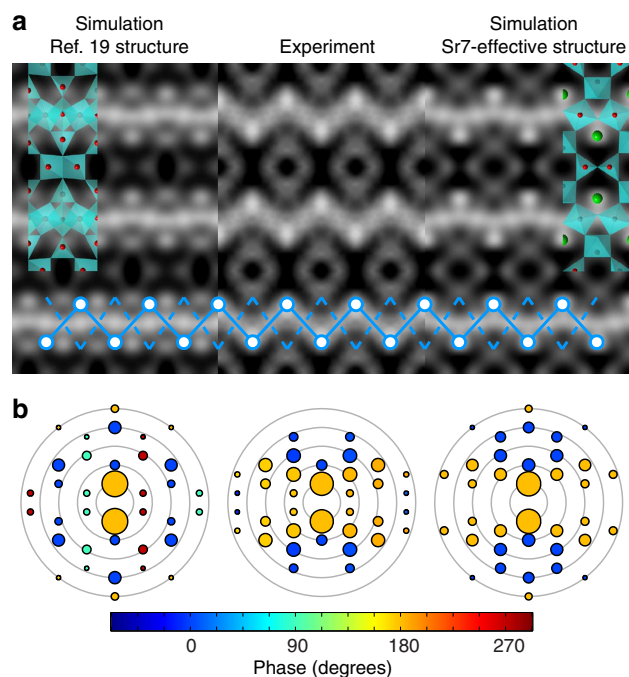 a
Simulation
Ref. 19 structure
Experiment
Simulation
Sr7-effective structure
b
0 90 180 270
Phase (degrees)